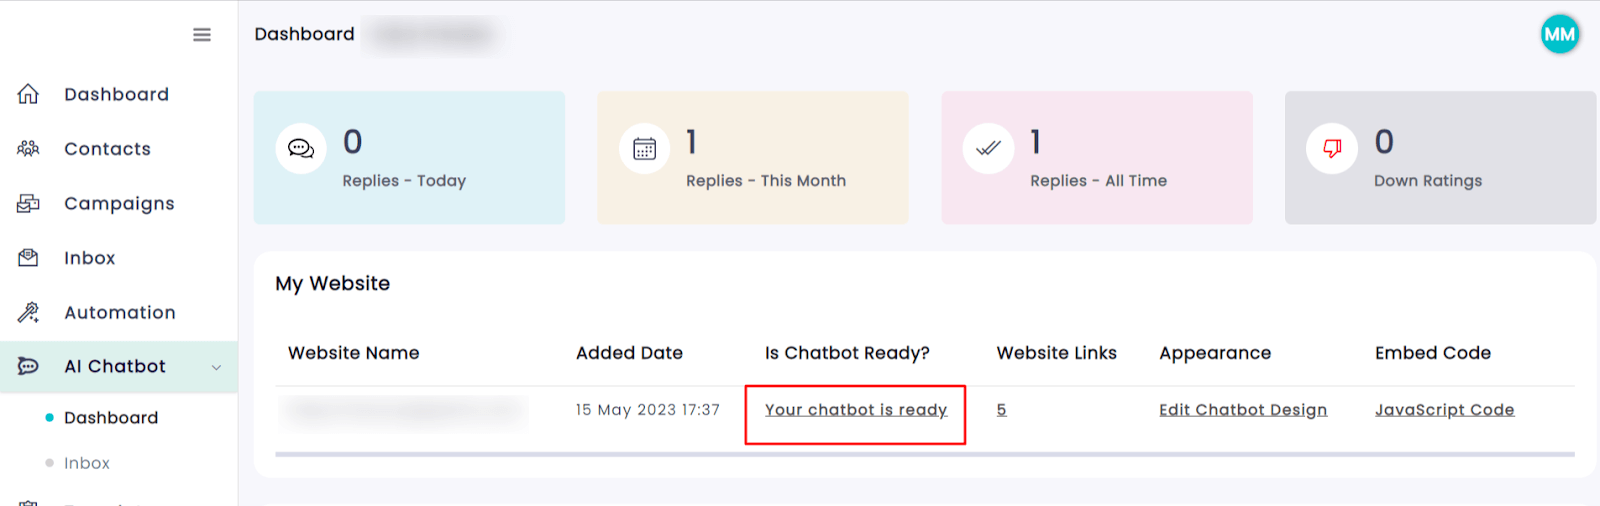 Dashboard
MM
Dashboard
Contacts
Campaigns
Inbox
Automation
AI Chatbot
Dashboard
Inbox
0
Replies - Today
1
Replies - This Month
1
Replies - All Time
0
Down Ratings
My Website
Website Name Added Date Is Chatbot Ready? Website Links Appearance Embed Code
15 May 2023 17:37 Your chatbot is ready 5 Edit Chatbot Design JavaScript Code